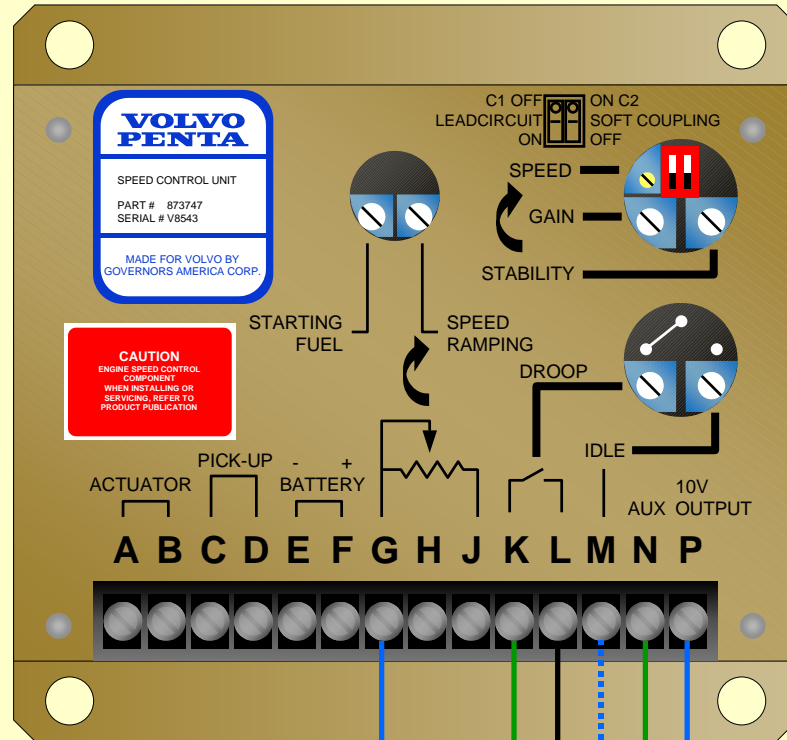 VOLVO
PENTA
SPEED CONTROL UNIT
PART # 873747
SERIAL # V8543
MADE FOR VOLVO BY
GOVERNORS AMERICA CORP.
C1 OFF ON C2
LEADCIRCUIT SOFT COUPLING
ON OFF
SPEED
GAIN
STABILITY
STARTING
FUEL
SPEED
RAMPING
CAUTION
ENGINE SPEED CONTROL
COMPONENT
WHEN INSTALLING OR
SERVICING, REFER TO
PRODUCT PUBLICATION
DROOP
IDLE
PICK-UP - +
ACTUATOR BATTERY
10V
AUX OUTPUT
A B C D E F G H J K L M N P